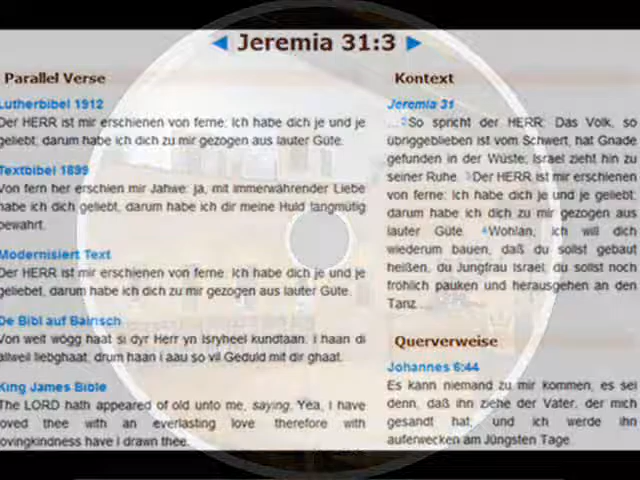 ◄ Jeremia 31:3 ►
Parallel Verse
Lutherbibel 1912
Der HERR ist mir erschienen von ferne: Ich habe dich je und je
geliebt; darum habe ich dich zu mir gezogen aus lauter Güte.
Textbibel 1899
Von fern her erschien mir Jahwe: ja, mit immerwährender Liebe
habe ich dich geliebt, darum habe ich dir meine Huld langmütig
bewahrt.
Modernisiert Text
Der HERR ist mir erschienen von ferne: Ich habe dich je und je
geliebet, darum habe ich dich zu mir gezogen aus lauter Güte.
De Bibl auf Bairisch
Von weit wögg haat si dyr Herr yn Isryheel kundtaan. I haan di
allweil liebghaat; drum haan i aau so vil Geduld mit dir ghaat.
King James Bible
The LORD hath appeared of old unto me, saying, Yea, I have
loved thee with an everlasting love: therefore with
lovingkindness have I drawn thee.
Kontext
Jeremia 31
…2So spricht der HERR: Das Volk, so
übriggeblieben ist vom Schwert, hat Gnade
gefunden in der Wüste; Israel zieht hin zu
seiner Ruhe. 3Der HERR ist mir erschienen
von ferne: Ich habe dich je und je geliebt;
darum habe ich dich zu mir gezogen aus
lauter Güte. 4Wohlan, ich will dich
wiederum bauen, daß du sollst gebaut
heißen, du Jungfrau Israel; du sollst noch
fröhlich pauken und herausgehen an den
Tanz.…
Querverweise
Johannes 6:44
Es kann niemand zu mir kommen, es sei
denn, daß ihn ziehe der Vater, der mich
gesandt hat; und ich werde ihn
auferwecken am Jüngsten Tage.